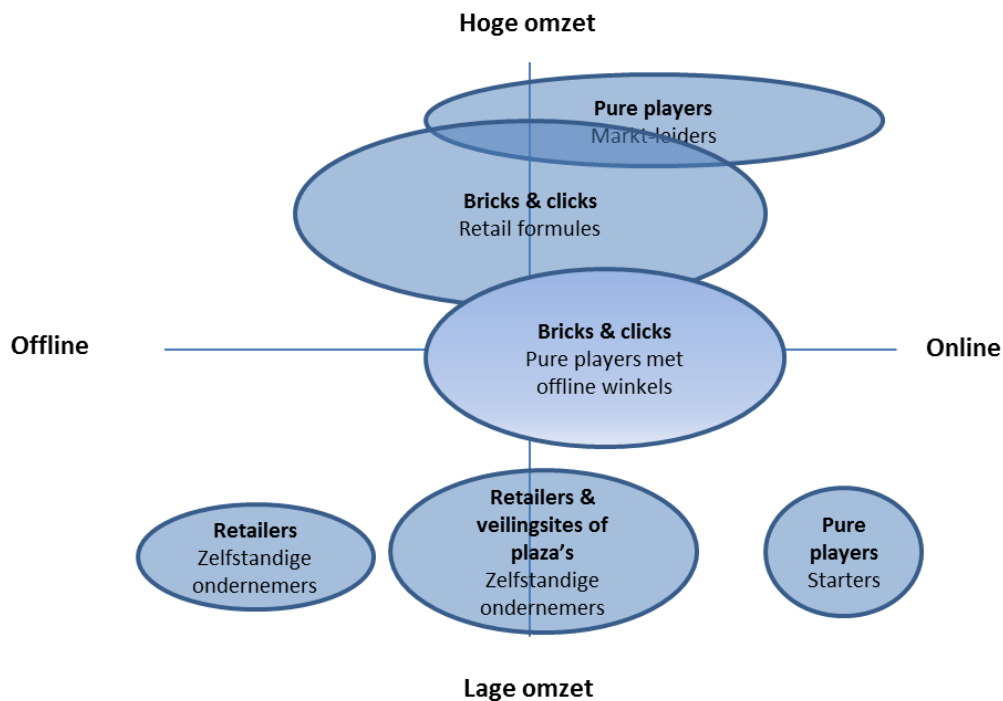 Hoge omzet
Pure players
Markt-leiders
Bricks & clicks
Retail formules
Bricks & clicks
Pure players met
offline winkels
Offline
Online
Retailers
Zelfstandige
ondernemers
Retailers &
veilingsites of
plaza's
Zelfstandige
ondernemers
Pure
players
Starters
Lage omzet